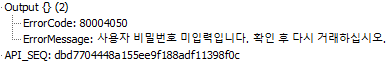 Output {} (2)
ErrorCode: 80004050
ErrorMessage: 사용자 비밀번호 미입력입니다. 확인 후 다시 거래하십시오.
API_SEQ: dbd7704448a155ee9f188adf11398f0c